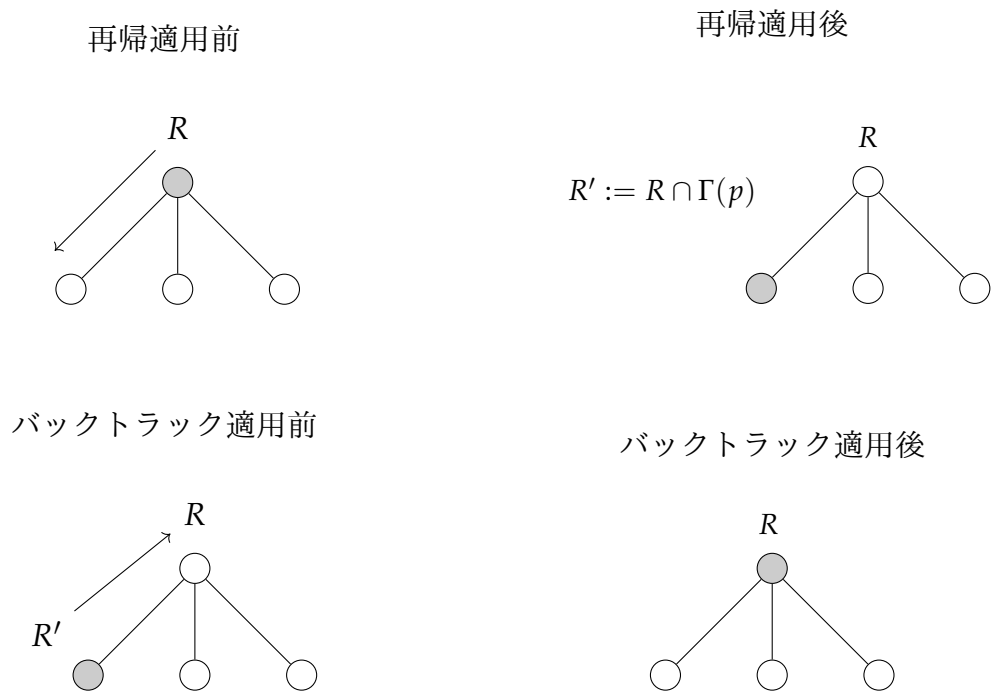 再帰適用前
再帰適用後
R
R
R′ := R ∩ Γ(p)
バックトラック適用前
バックトラック適用後
R
R
R′